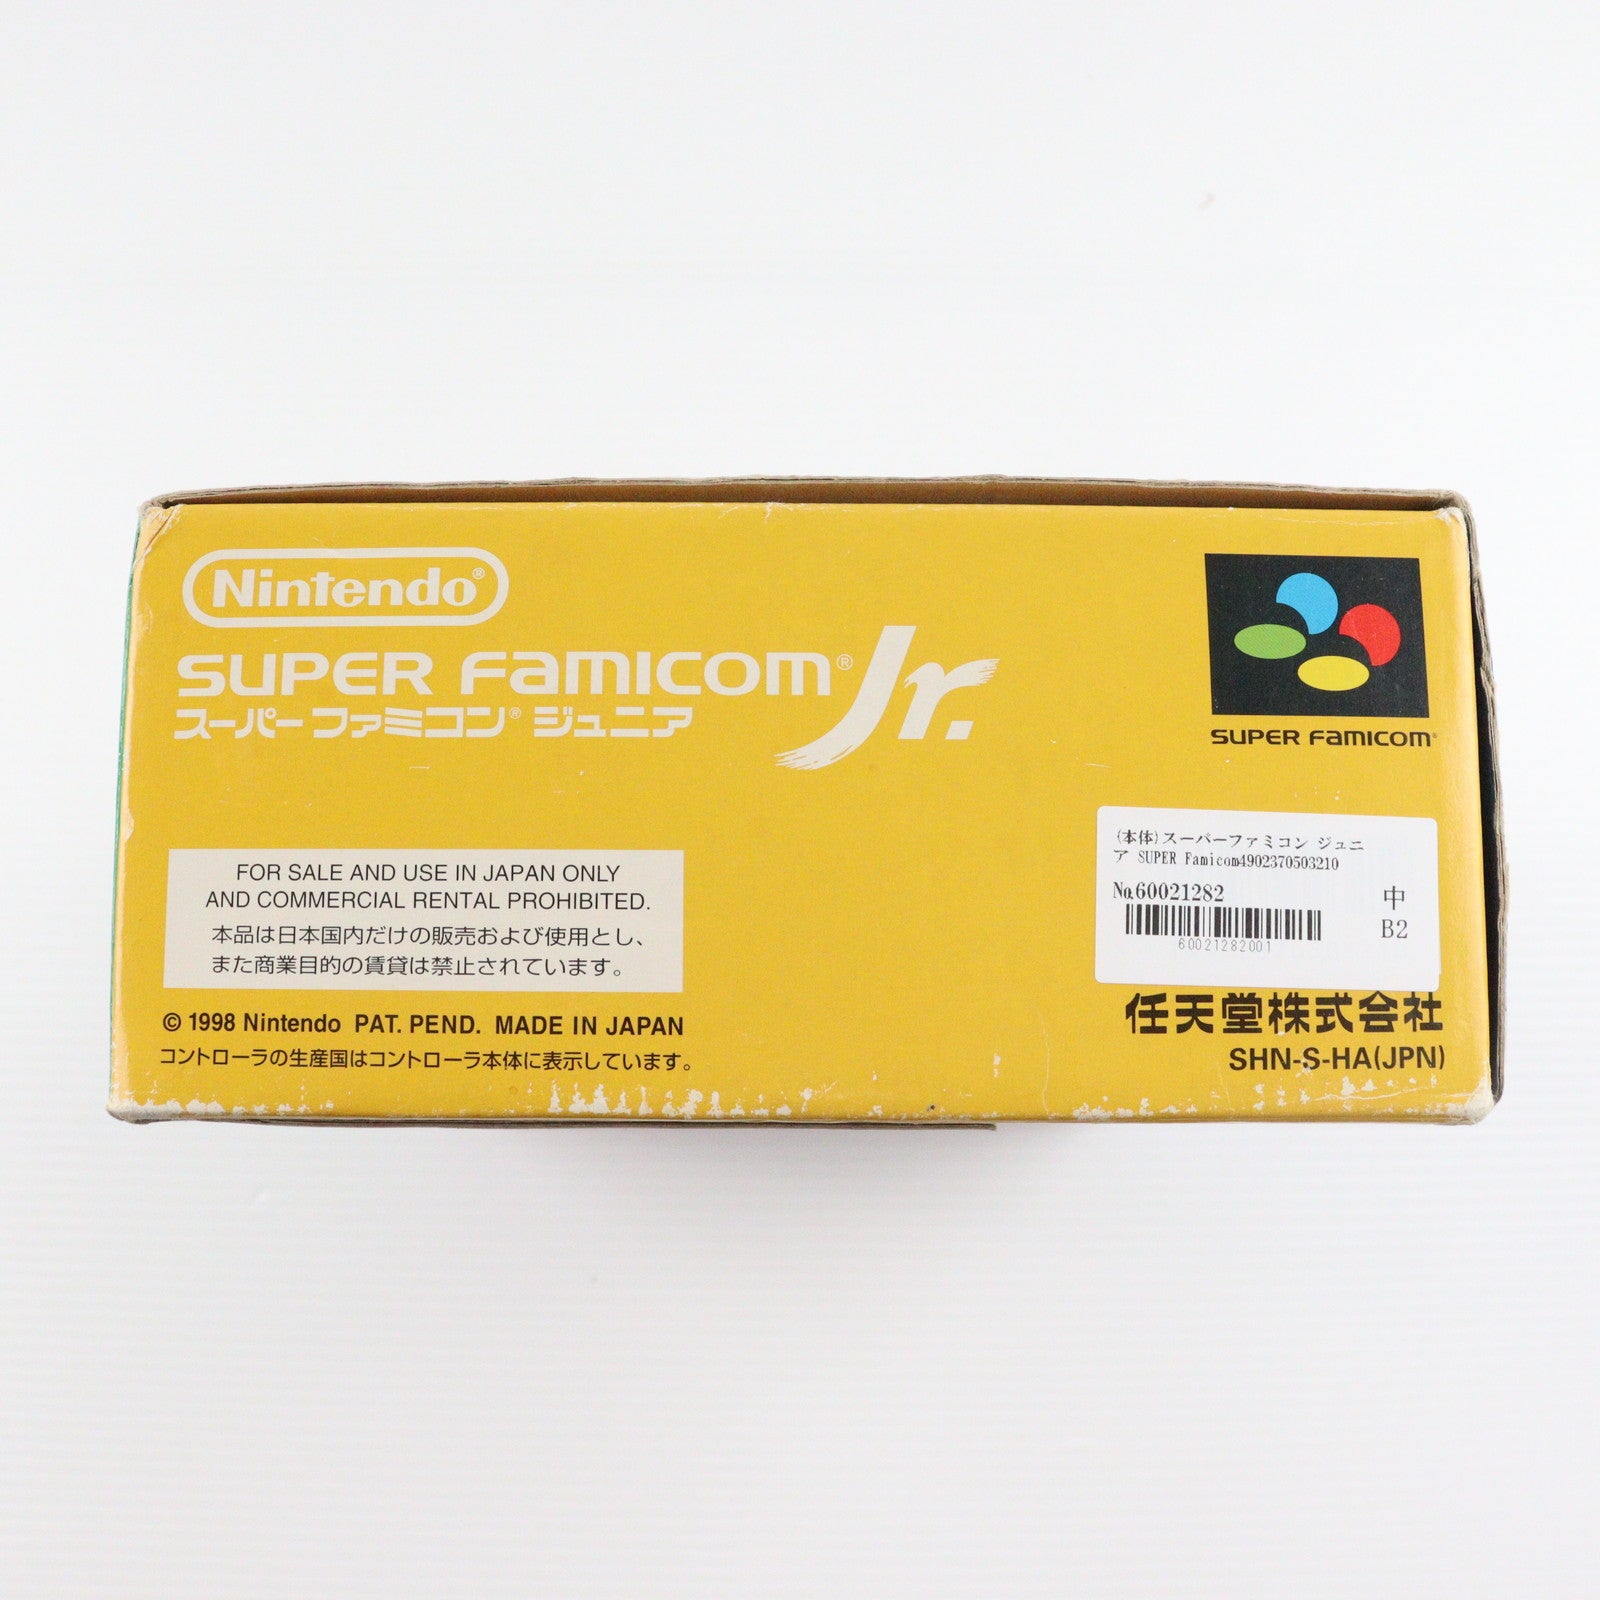 Nintendo®
SUPER FAMICOM® Jr.
スーパーファミコン® ジュニア
SUPER FAMICOM®
(本体)スーパーファミコン ジュニ
ア SUPER Famicom4902370503210
No.60021282
中
B2
60021282001
FOR SALE AND USE IN JAPAN ONLY
AND COMMERCIAL RENTAL PROHIBITED.
本品は日本国内だけの販売および使用とし、
また商業目的の賃貸は禁止されています。
© 1998 Nintendo PAT. PEND. MADE IN JAPAN
コントローラの生産国はコントローラ本体に表示しています。
任天堂株式会社
SHN-S-HA(JPN)